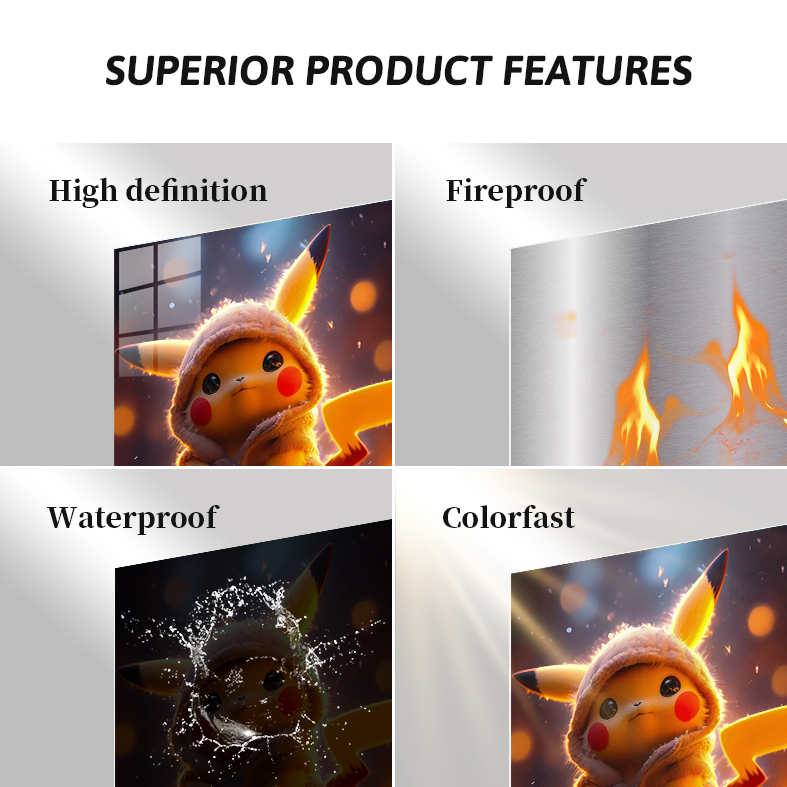 SUPERIOR PRODUCT FEATURES
High definition
Fireproof
Waterproof
Colorfast